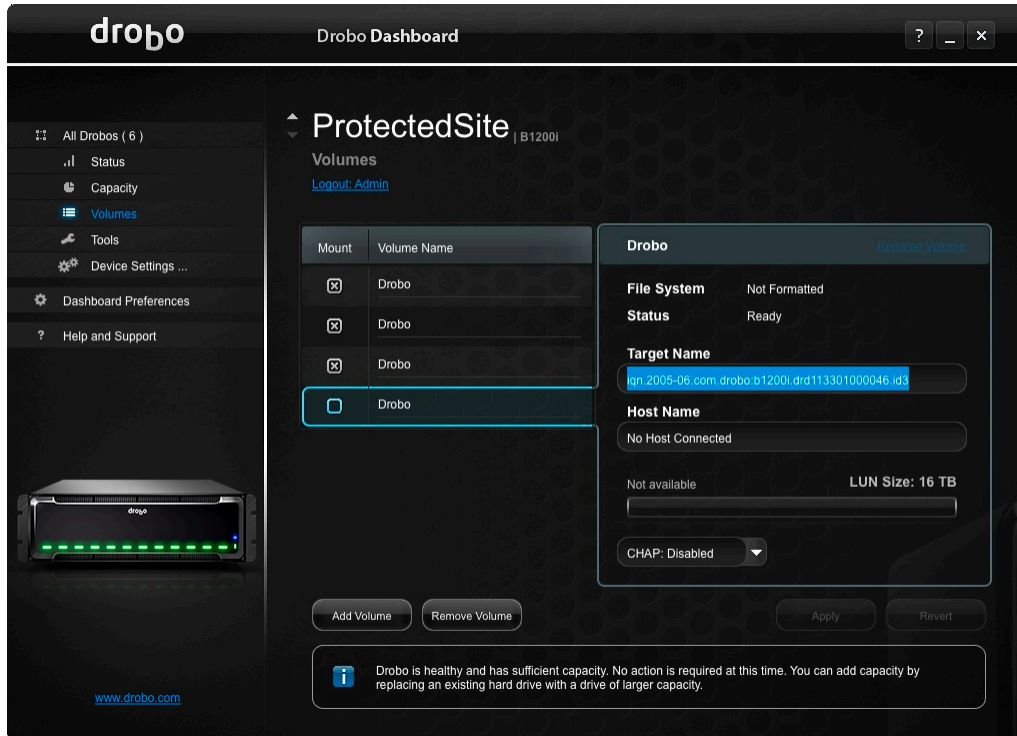 drobo
Drobo Dashboard
?
All Drobos ( 6 )
Status
Capacity
Volumes
Tools
Device Settings ...
Dashboard Preferences
? Help and Support
drobo
www.drobo.com
ProtectedSite | B1200i
Volumes
Logout: Admin
Mount Volume Name
Drobo
Drobo
Drobo
Drobo
Drobo Rename Volume
File System Not Formatted
Status Ready
Target Name
iqn.2005-06.com.drobo:b1200i.drd113301000046.id3
Host Name
No Host Connected
Not available LUN Size: 16 TB
CHAP: Disabled
Add Volume Remove Volume Apply Revert
i
Drobo is healthy and has sufficient capacity. No action is required at this time. You can add capacity by
replacing an existing hard drive with a drive of larger capacity.